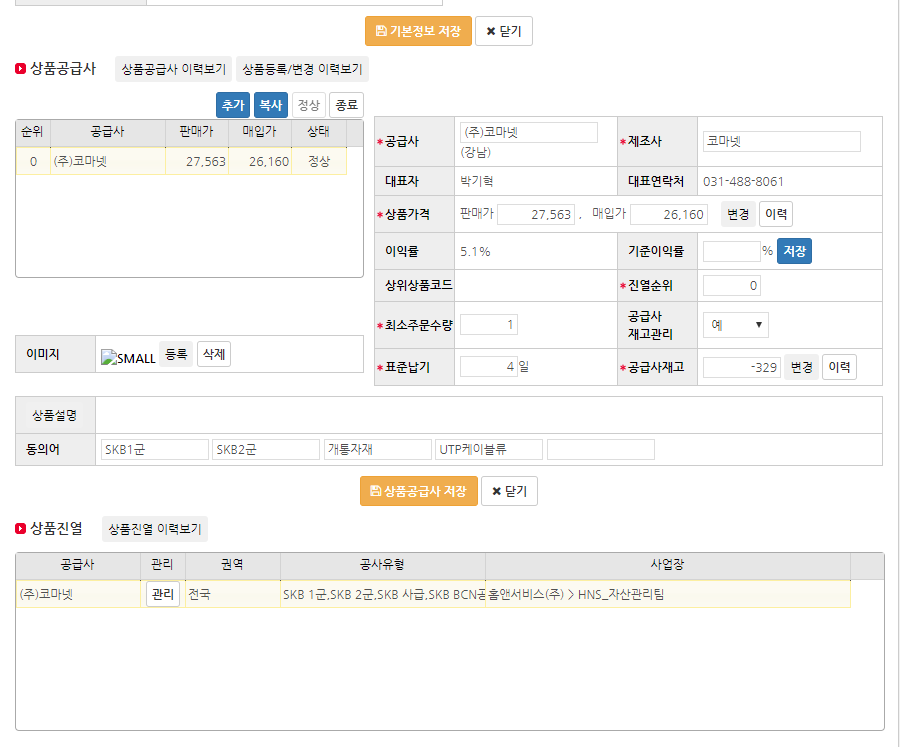 기본정보 저장 ✖ 닫기
상품공급사 상품공급사 이력보기 상품등록/변경 이력보기
추가 복사 정상 종료
순위 공급사 판매가 매입가 상태
0 (주)코마넷 27,563 26,160 정상
*공급사 (주)코마넷 *제조사 코마넷
(강남)
대표자 박기혁 대표연락처 031-488-8061
*상품가격 판매가 27,563 , 매입가 26,160 변경 이력
이익률 5.1% 기준이익률 % 저장
상위상품코드 *진열순위 0
*최소주문수량 1 공급사 예 ▼
재고관리
*표준납기 4 일 *공급사재고 -329 변경 이력
이미지 SMALL 등록 삭제
상품설명
동의어 SKB1군 SKB2군 개통자재 UTP케이블류
상품공급사 저장 ✖ 닫기
상품진열 상품진열 이력보기
공급사 관리 권역 공사유형 사업장
(주)코마넷 관리 전국 SKB 1군,SKB 2군,SKB 사급,SKB BCN공 홈앤서비스(주) > HNS_자산관리팀